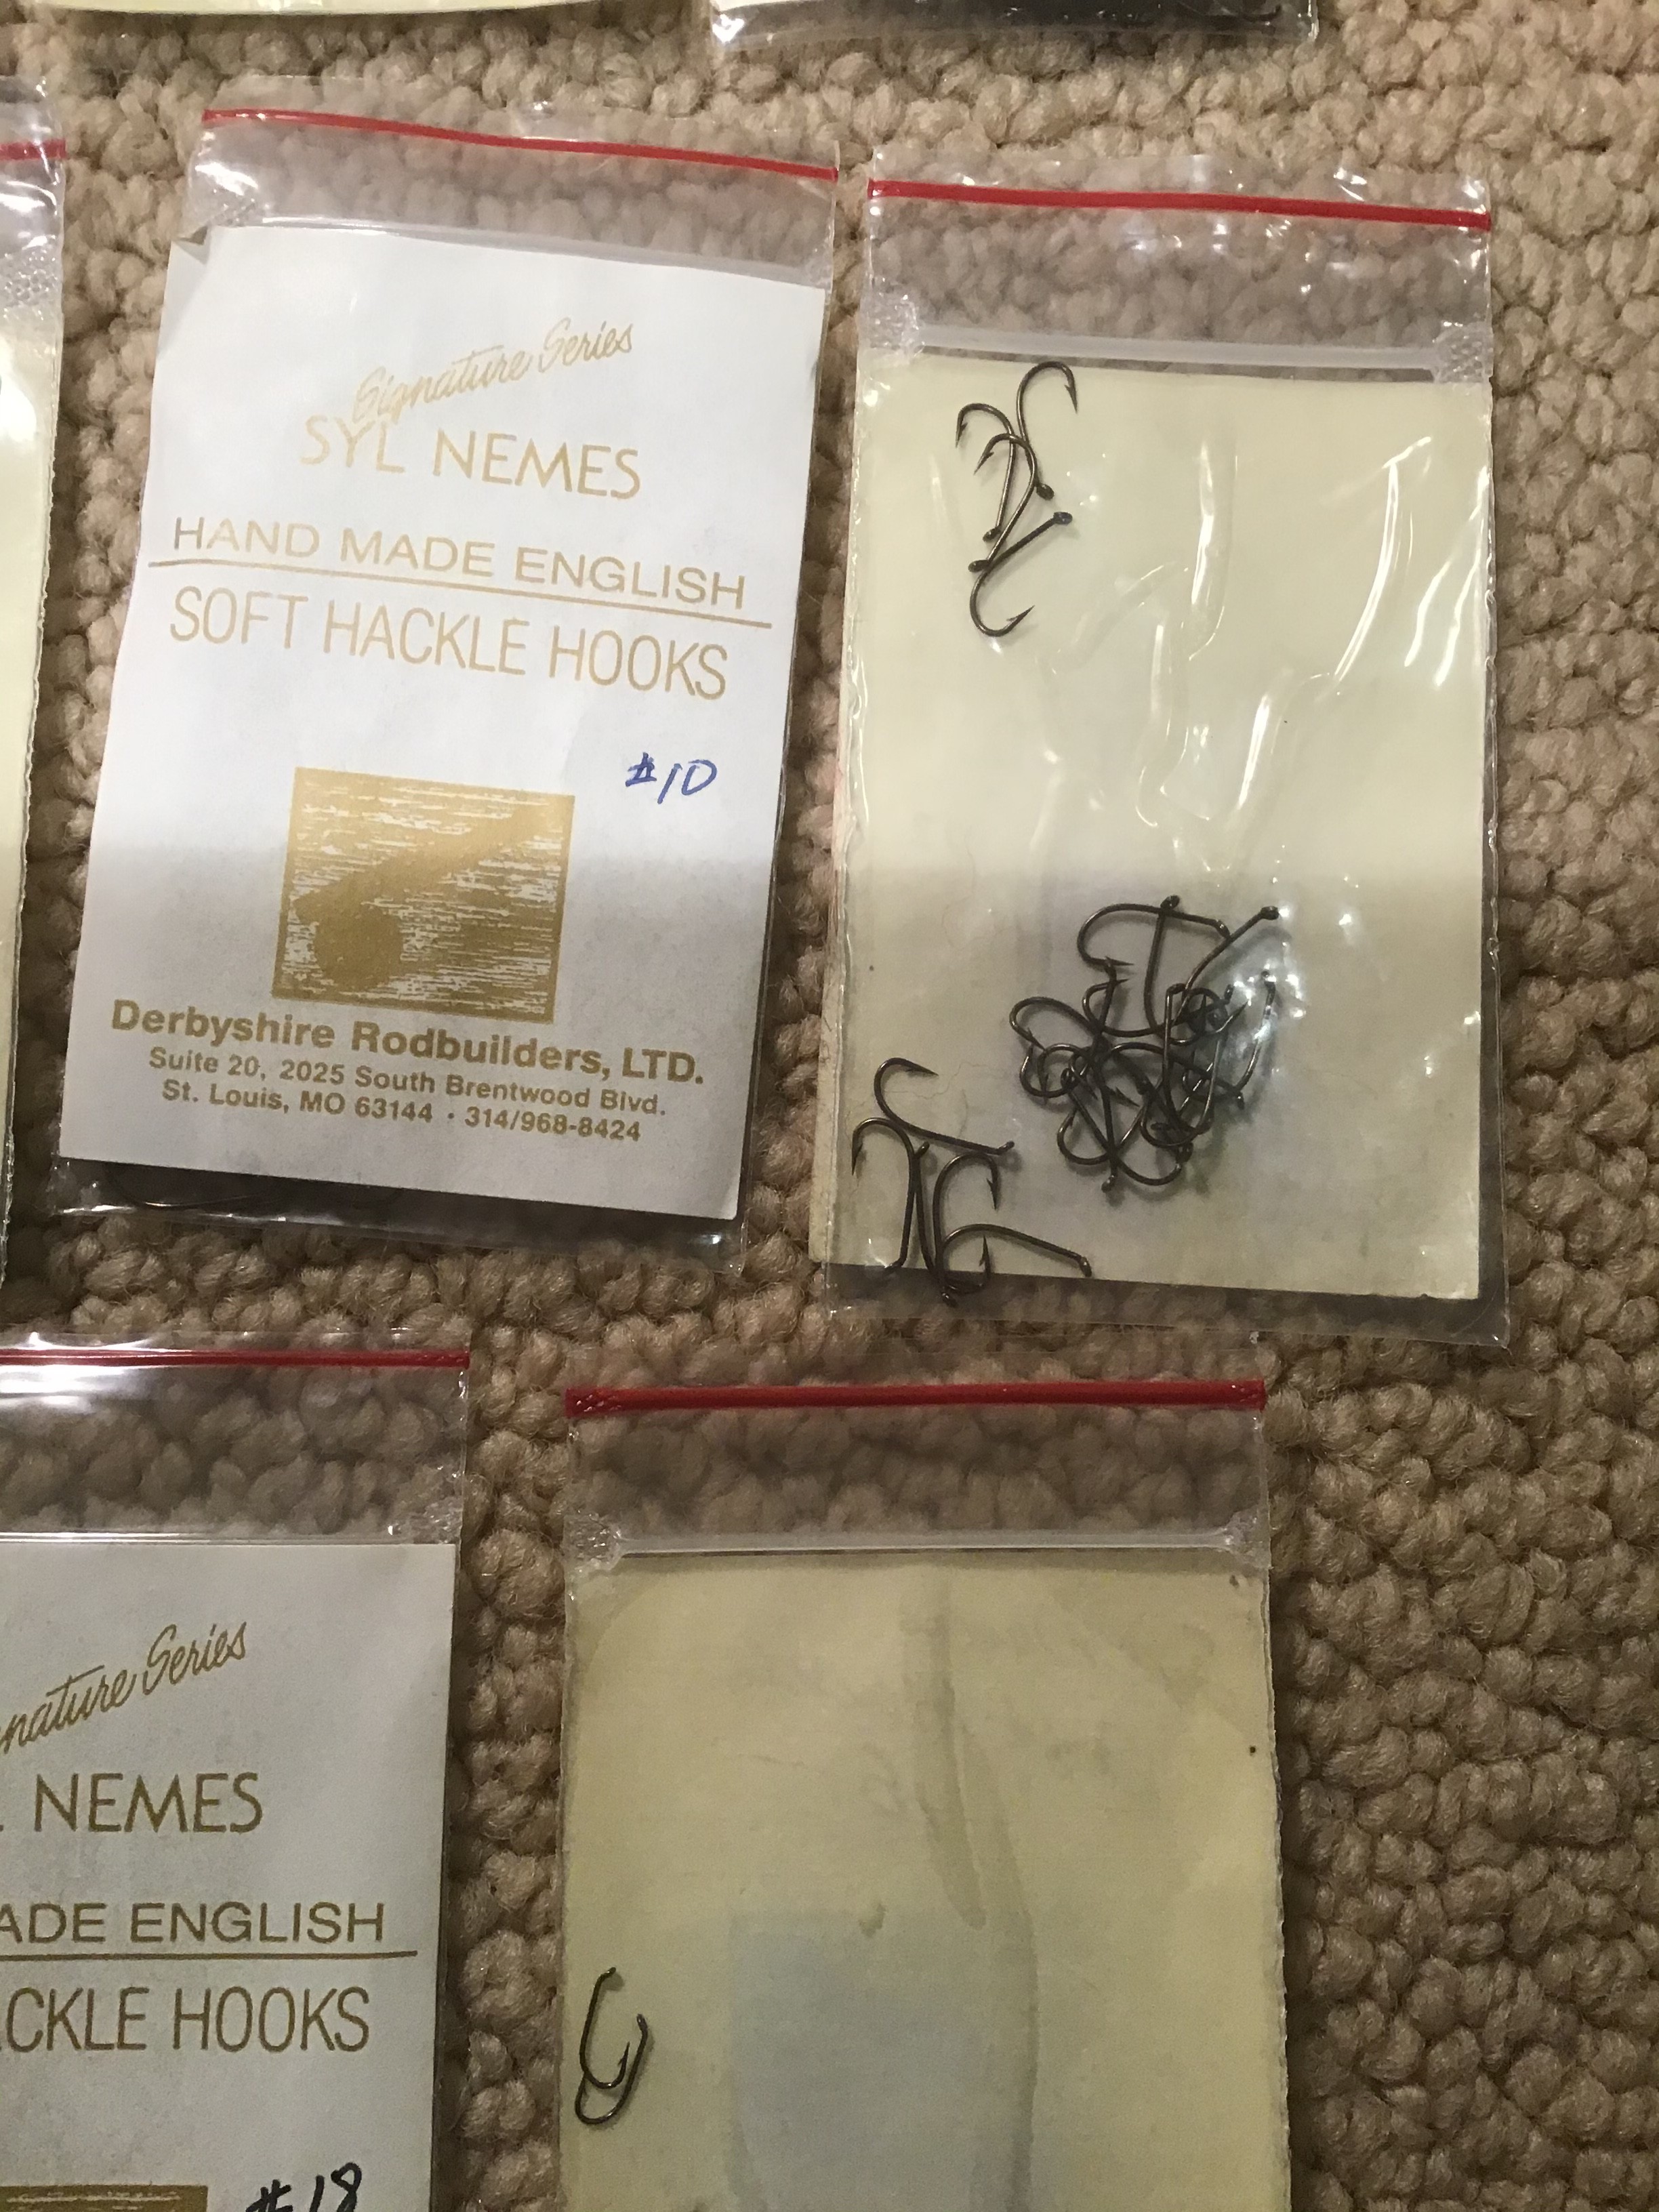 Signature Series
SYL NEMES
HAND MADE ENGLISH
SOFT HACKLE HOOKS
#10
Derbyshire Rodbuilders, LTD.
Suite 20, 2025 South Brentwood Blvd.
St. Louis, MO 63144 · 314/968-8424
nature Series
NEMES
ADE ENGLISH
CKLE HOOKS
#18